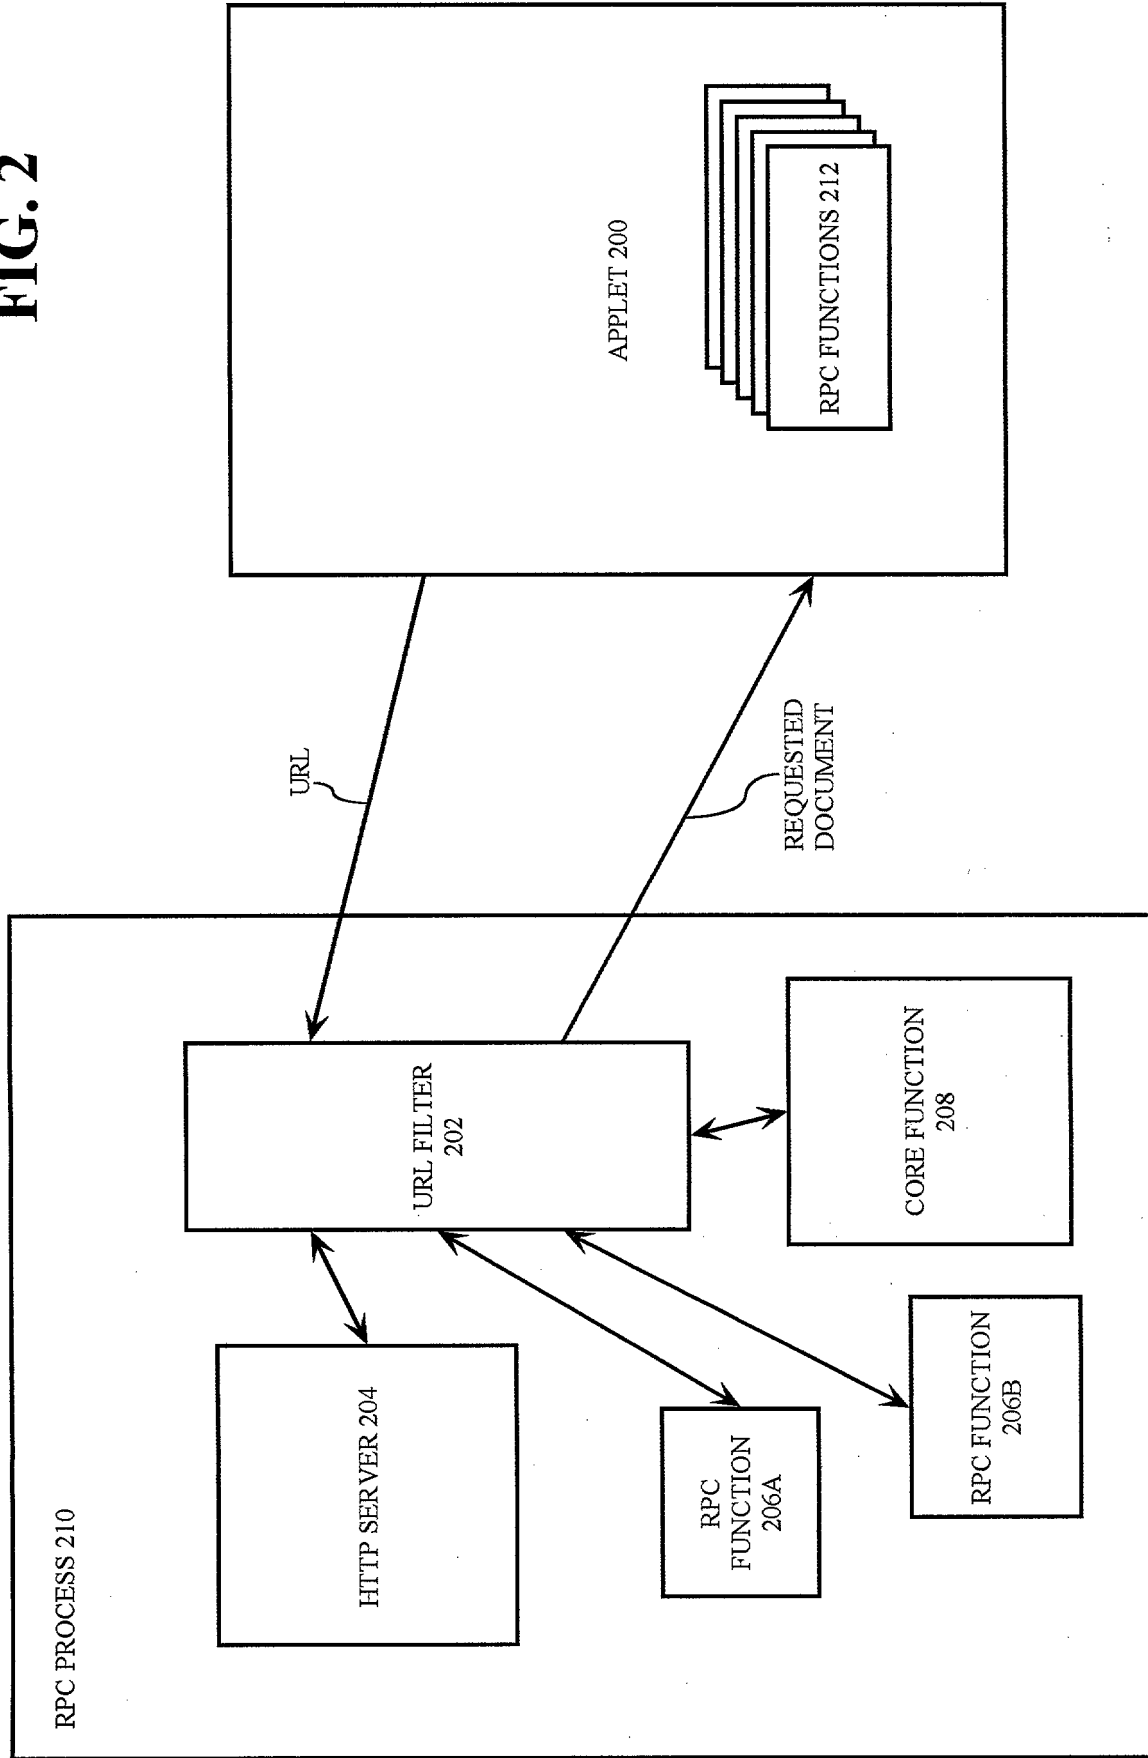 FIG. 2
RPC PROCESS 210
HTTP SERVER 204
RPC
FUNCTION
206A
RPC FUNCTION
206B
URL FILTER
202
CORE FUNCTION
208
URL
REQUESTED
DOCUMENT
APPLET 200
RPC FUNCTIONS 212